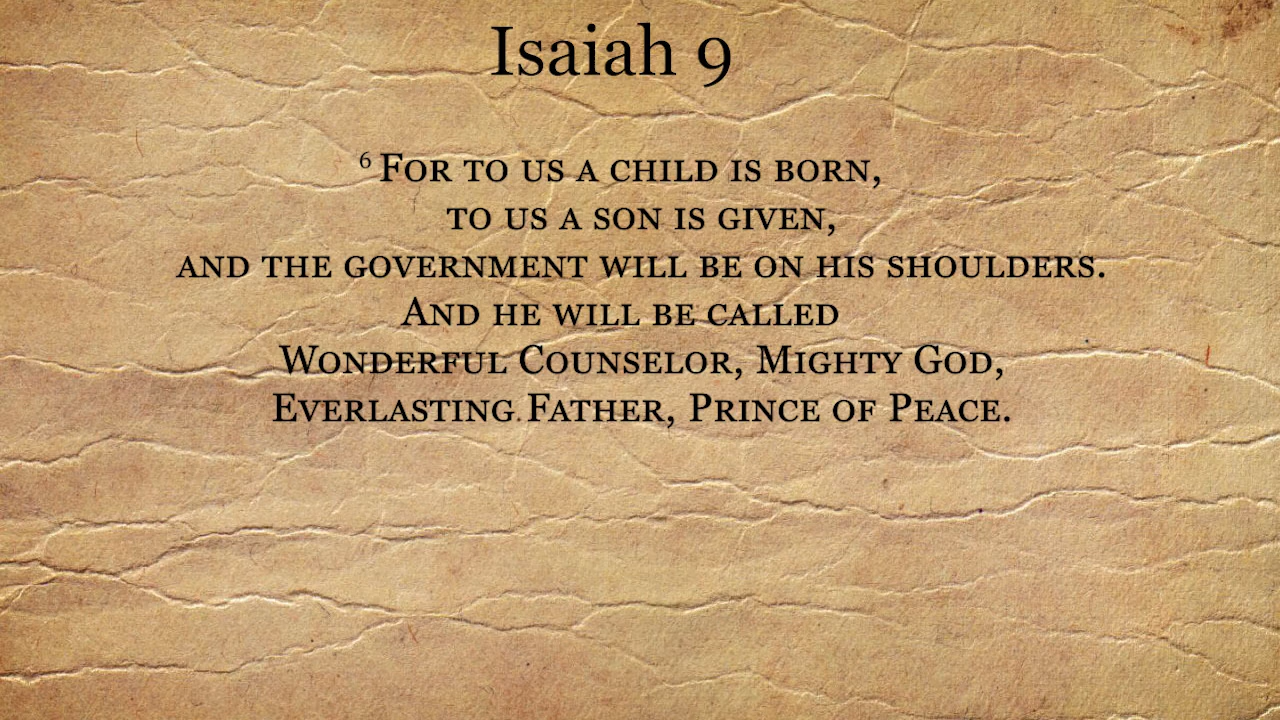 Isaiah 9
6 For to us a child is born,
to us a son is given,
and the government will be on his shoulders.
And he will be called
Wonderful Counselor, Mighty God,
Everlasting Father, Prince of Peace.